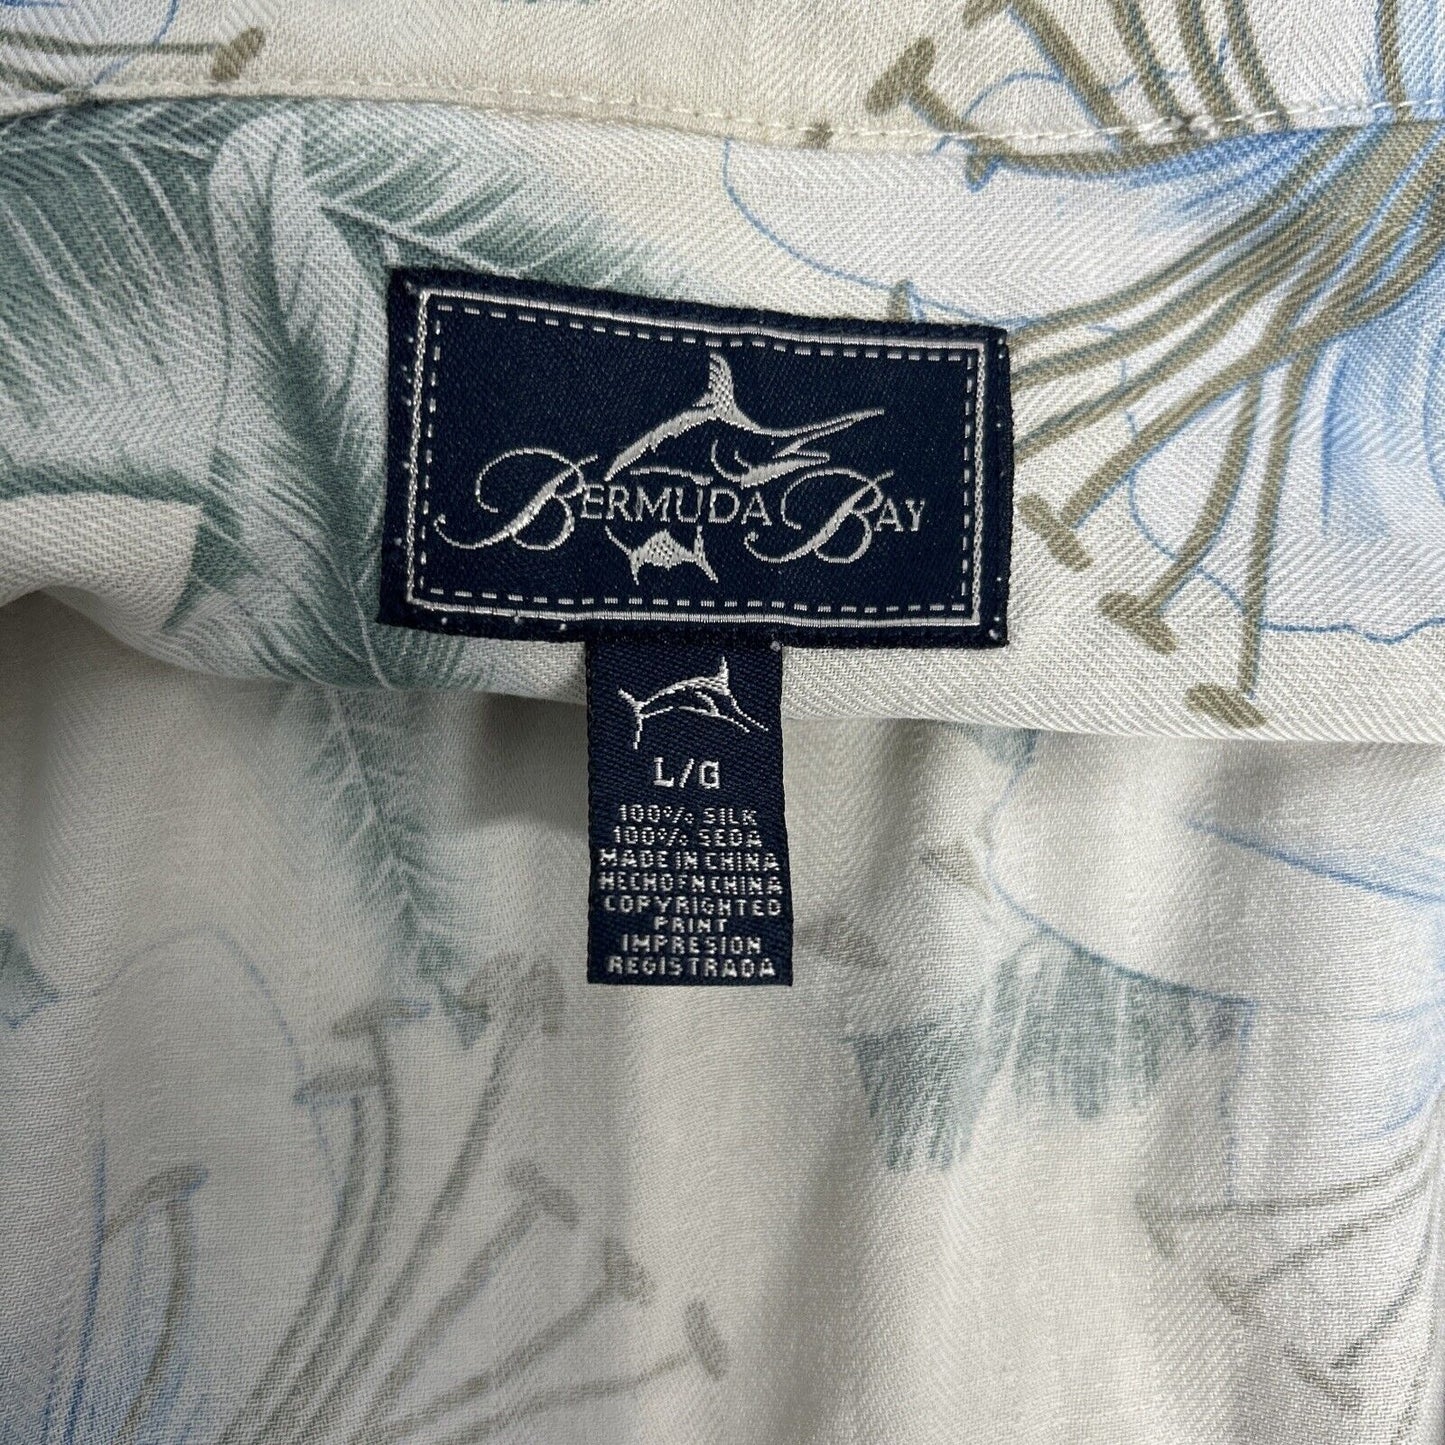 BERMUDA BAY
L/G
100% SILK
100% SEDA
MADE IN CHINA
HECHO EN CHINA
COPYRIGHTED
PRINT
IMPRESION
REGISTRADA